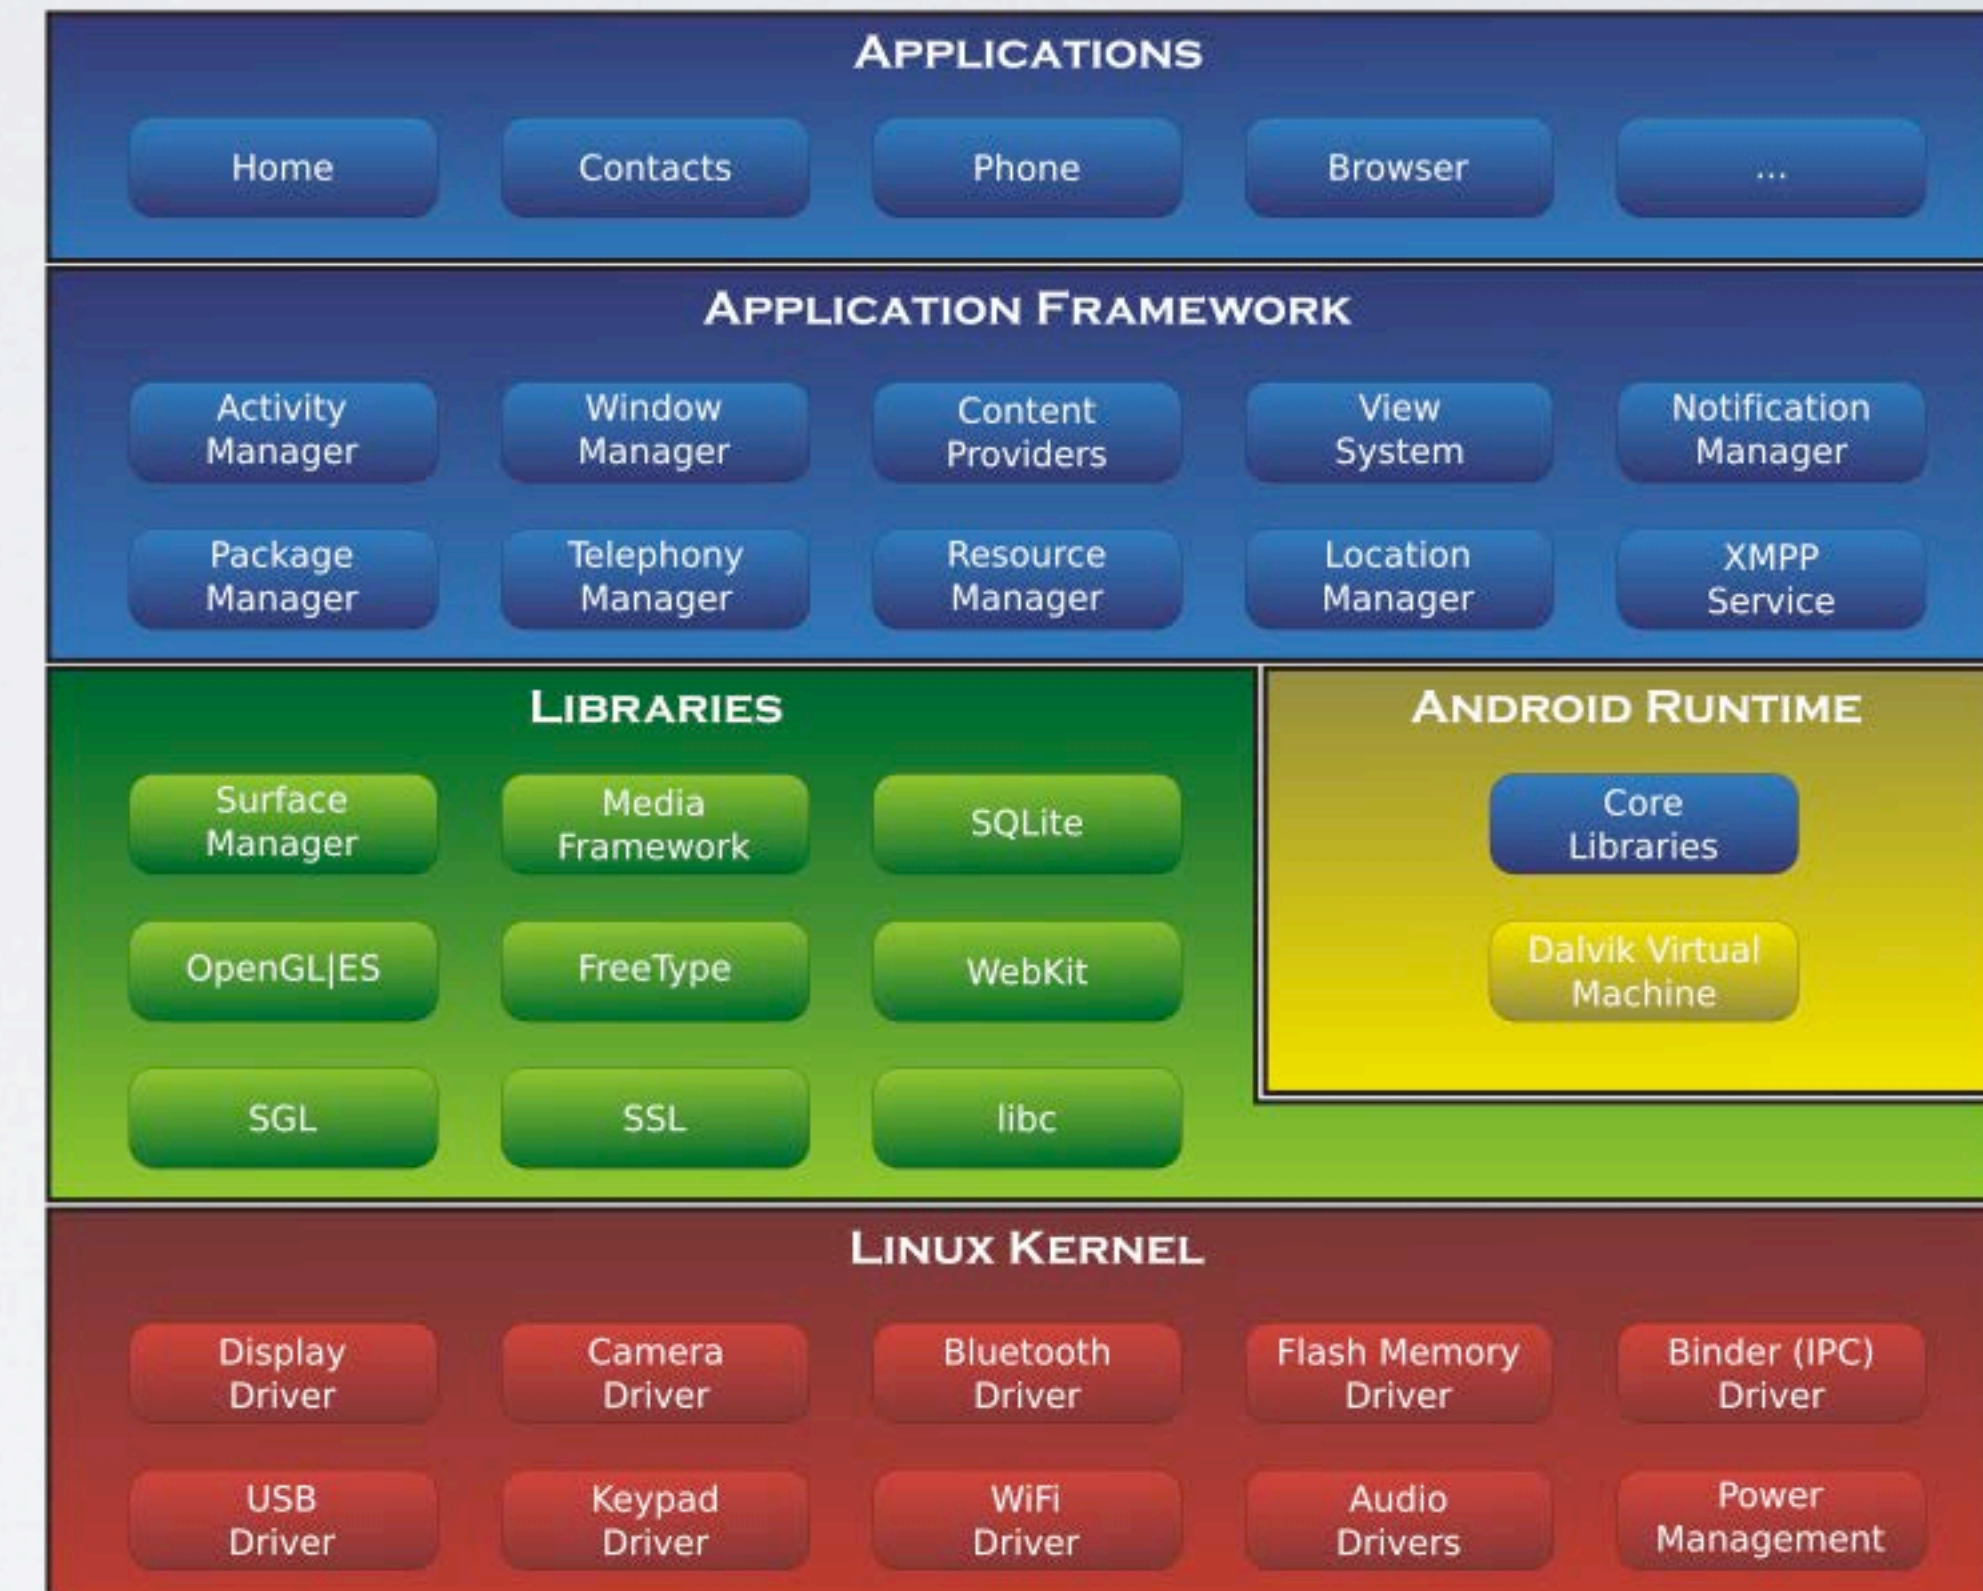 APPLICATIONS
Home
Contacts
Phone
Browser
...
APPLICATION FRAMEWORK
Activity
Manager
Window
Manager
Content
Providers
View
System
Notification
Manager
Package
Manager
Telephony
Manager
Resource
Manager
Location
Manager
XMPP
Service
LIBRARIES
Surface
Manager
Media
Framework
SQLite
OpenGL|ES
FreeType
WebKit
SGL
SSL
libc
ANDROID RUNTIME
Core
Libraries
Dalvik Virtual
Machine
LINUX KERNEL
Display
Driver
Camera
Driver
Bluetooth
Driver
Flash Memory
Driver
Binder (IPC)
Driver
USB
Driver
Keypad
Driver
WiFi
Driver
Audio
Drivers
Power
Management